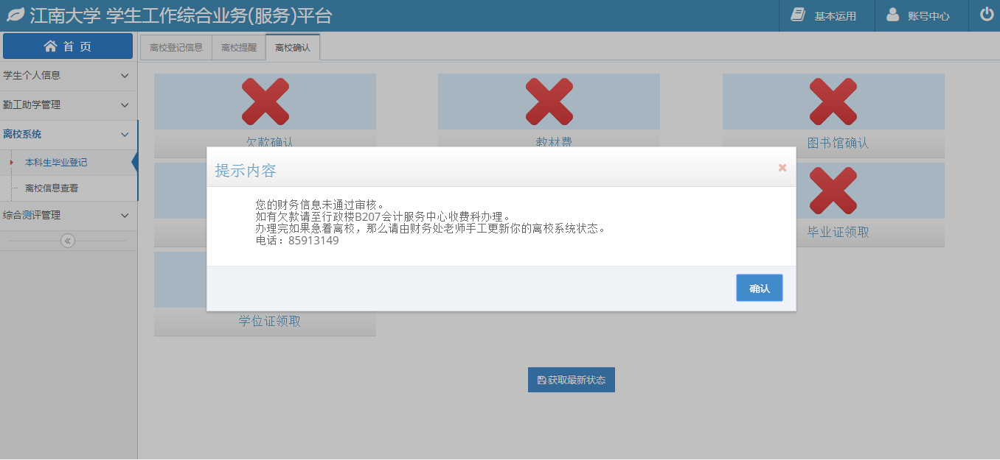 江南大学 学生工作综合业务(服务)平台
基本运用
账号中心
首 页
离校登记信息
离校提醒
离校确认
学生个人信息
勤工助学管理
离校系统
本科生毕业登记
离校信息查看
综合测评管理
欠款确认
教材费
图书馆确认
提示内容
您的财务信息未通过审核。
如有欠款请至行政楼B207会计服务中心收费科办理。
办理完如果急着离校，那么请由财务处老师手工更新你的离校系统状态。
电话：85913149
确认
毕业证领取
学位证领取
获取最新状态